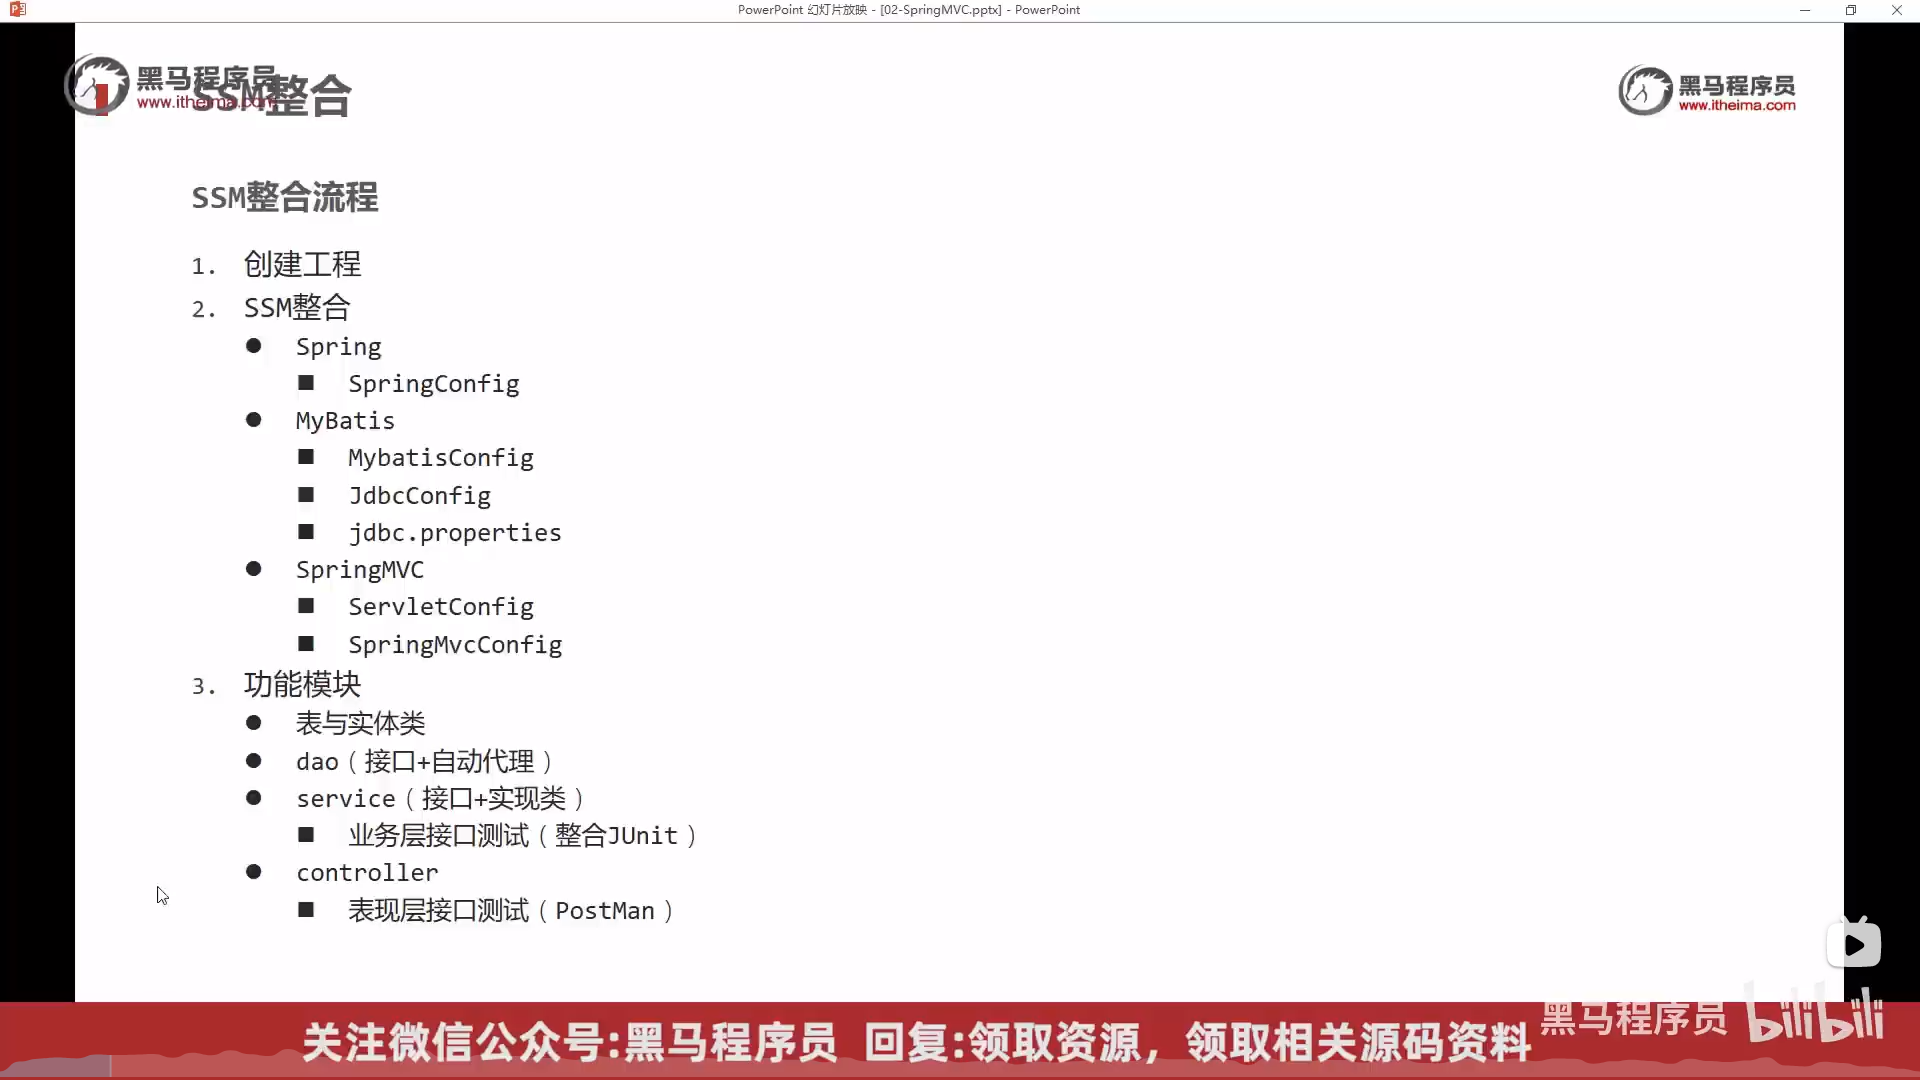 PowerPoint 幻灯片放映 - [02-SpringMVC.pptx] - PowerPoint
黑马程序员
www.itheima.com
SSM整合
黑马程序员
www.itheima.com
SSM整合流程
1. 创建工程
2. SSM整合
● Spring
■ SpringConfig
● MyBatis
■ MybatisConfig
■ JdbcConfig
■ jdbc.properties
● SpringMVC
■ ServletConfig
■ SpringMvcConfig
3. 功能模块
● 表与实体类
● dao（接口+自动代理）
● service（接口+实现类）
■ 业务层接口测试（整合JUnit）
● controller
■ 表现层接口测试（PostMan）
关注微信公众号:黑马程序员 回复:领取资源，领取相关源码资料
黑马程序员 bilibili